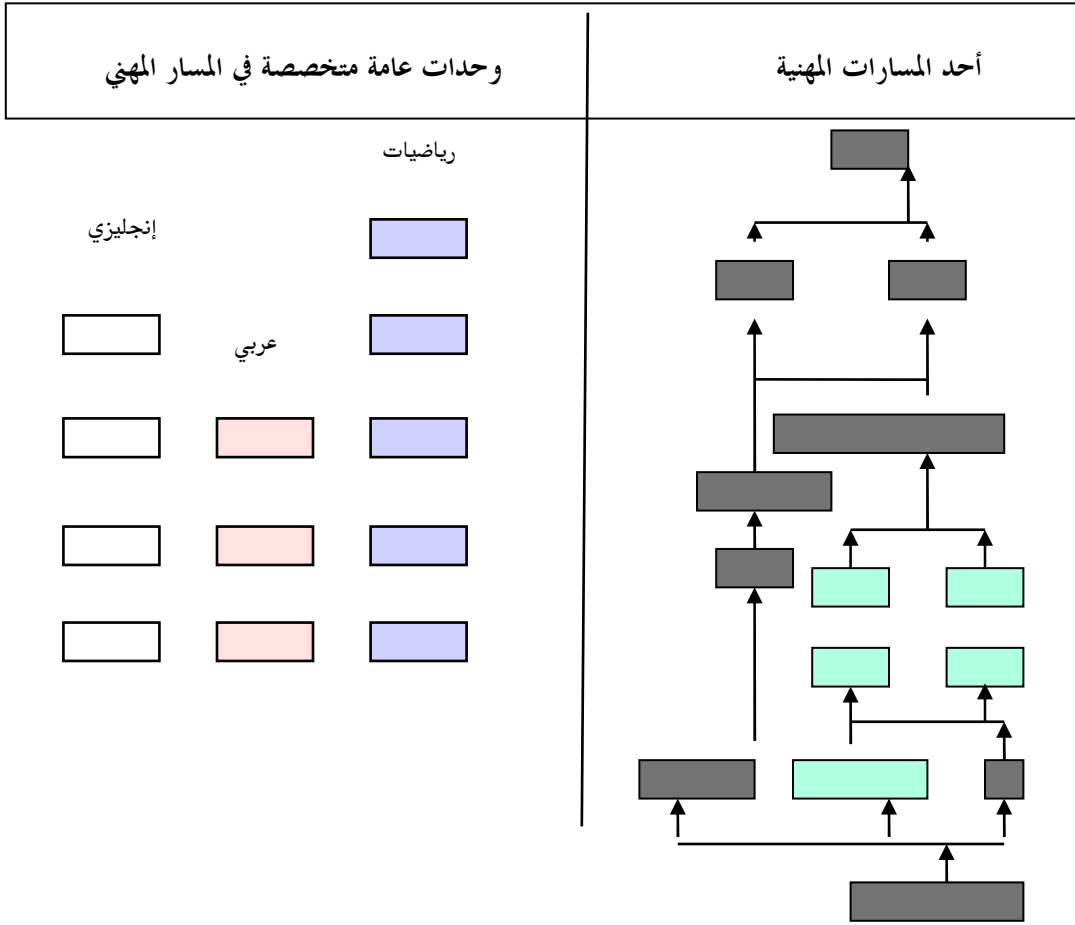 أحد المسارات المهنية
وحدات عامة متخصصة في المسار المهني
رياضيات
إنجليزي
عربي